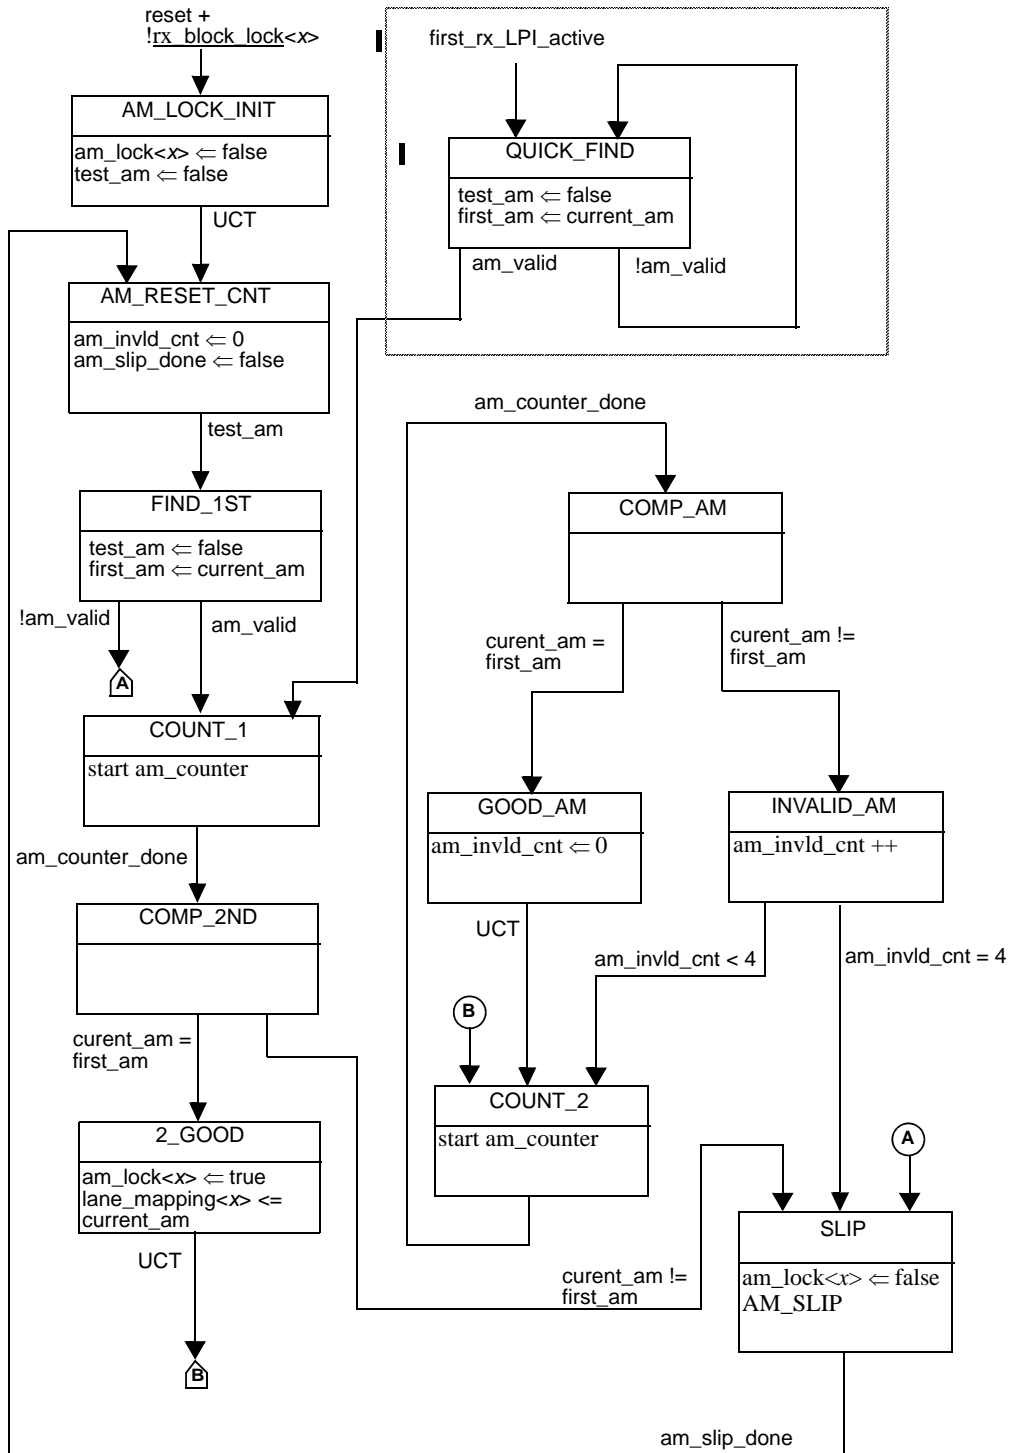 reset +
!rx_block_lock<x>
first_rx_LPI_active
AM_LOCK_INIT
am_lock<x> ⇐ false
test_am ⇐ false
UCT
QUICK_FIND
test_am ⇐ false
first_am ⇐ current_am
am_valid
!am_valid
AM_RESET_CNT
am_invld_cnt ⇐ 0
am_slip_done ⇐ false
test_am
FIND_1ST
test_am ⇐ false
first_am ⇐ current_am
!am_valid
am_valid
A
COUNT_1
start am_counter
am_counter_done
COMP_2ND
curent_am =
first_am
2_GOOD
am_lock<x> ⇐ true
lane_mapping<x> <=
current_am
UCT
B
am_counter_done
COMP_AM
curent_am =
first_am
curent_am !=
first_am
GOOD_AM
am_invld_cnt ⇐ 0
UCT
INVALID_AM
am_invld_cnt ++
am_invld_cnt < 4
am_invld_cnt = 4
B
COUNT_2
start am_counter
A
curent_am !=
first_am
SLIP
am_lock<x> ⇐ false
AM_SLIP
am_slip_done